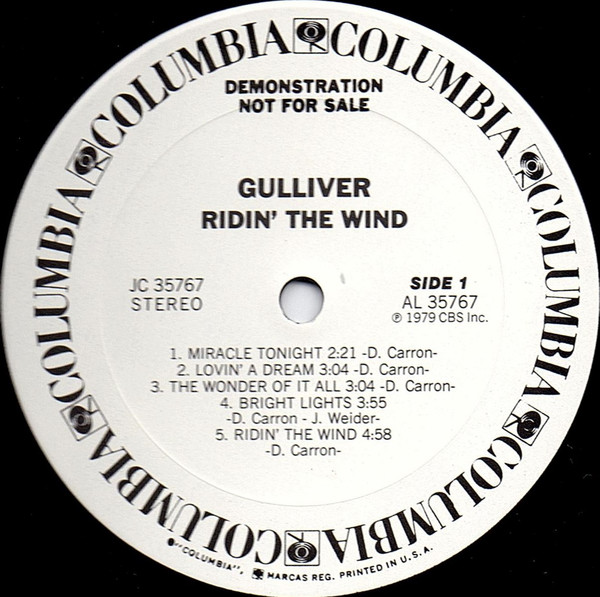 COLUMBIA COLUMBIA COLUMBIA COLUMBIA COLUMBIA COLUMBIA COLUMBIA COLUMBIA
DEMONSTRATION
NOT FOR SALE
GULLIVER
RIDIN' THE WIND
JC 35767
STEREO
SIDE 1
AL 35767
℗ 1979 CBS Inc.
1. MIRACLE TONIGHT 2:21 -D. Carron-
2. LOVIN' A DREAM 3:04 -D. Carron-
3. THE WONDER OF IT ALL 3:04 -D. Carron-
4. BRIGHT LIGHTS 3:55
-D. Carron - J. Weider-
5. RIDIN' THE WIND 4:58
-D. Carron-
"COLUMBIA", MARCAS REG. PRINTED IN U.S.A.